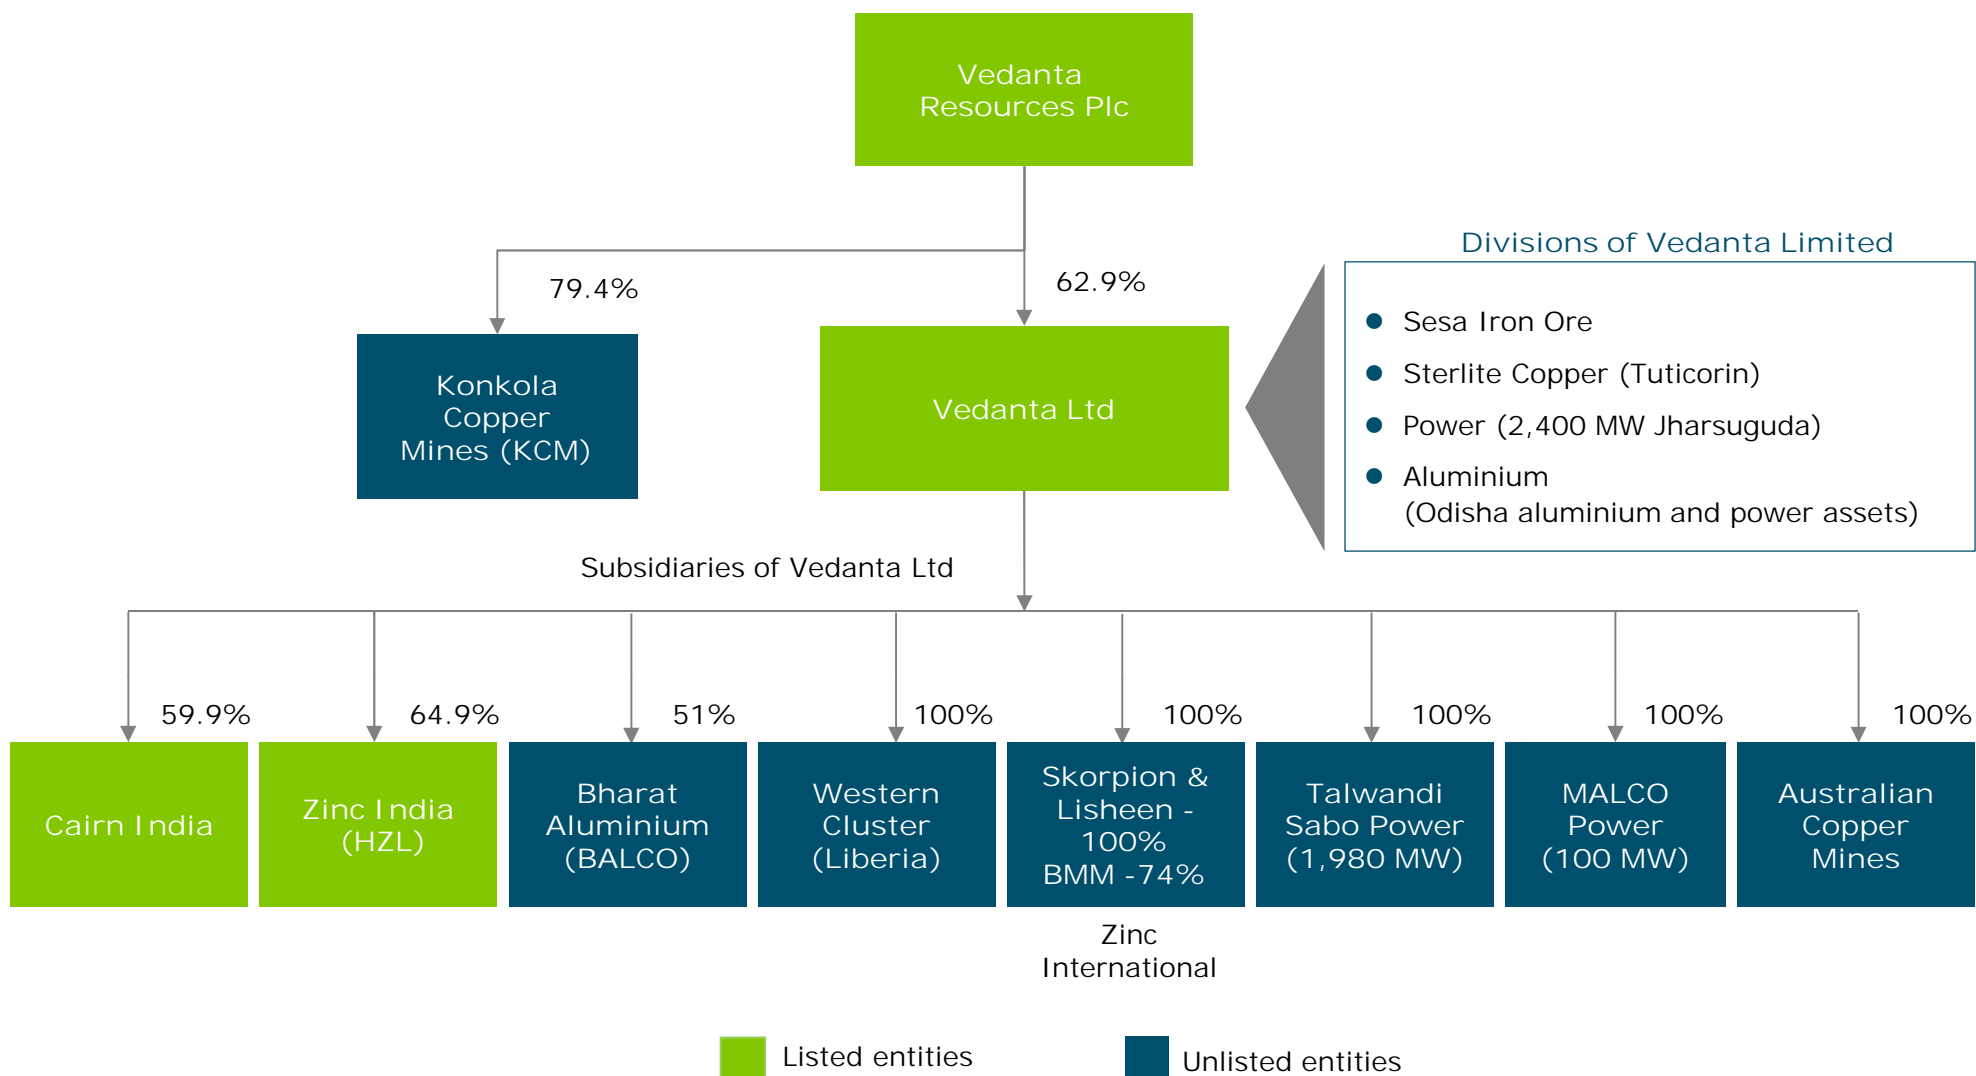 Vedanta
Resources Plc
79.4%
62.9%
Konkola
Copper
Mines (KCM)
Vedanta Ltd
Divisions of Vedanta Limited
Sesa Iron Ore
Sterlite Copper (Tuticorin)
Power (2,400 MW Jharsuguda)
Aluminium
(Odisha aluminium and power assets)
Subsidiaries of Vedanta Ltd
59.9%
64.9%
51%
100%
100%
100%
100%
100%
Cairn India
Zinc India
(HZL)
Bharat
Aluminium
(BALCO)
Western
Cluster
(Liberia)
Skorpion &
Lisheen -
100%
BMM -74%
Talwandi
Sabo Power
(1,980 MW)
MALCO
Power
(100 MW)
Australian
Copper
Mines
Zinc
International
Listed entities
Unlisted entities